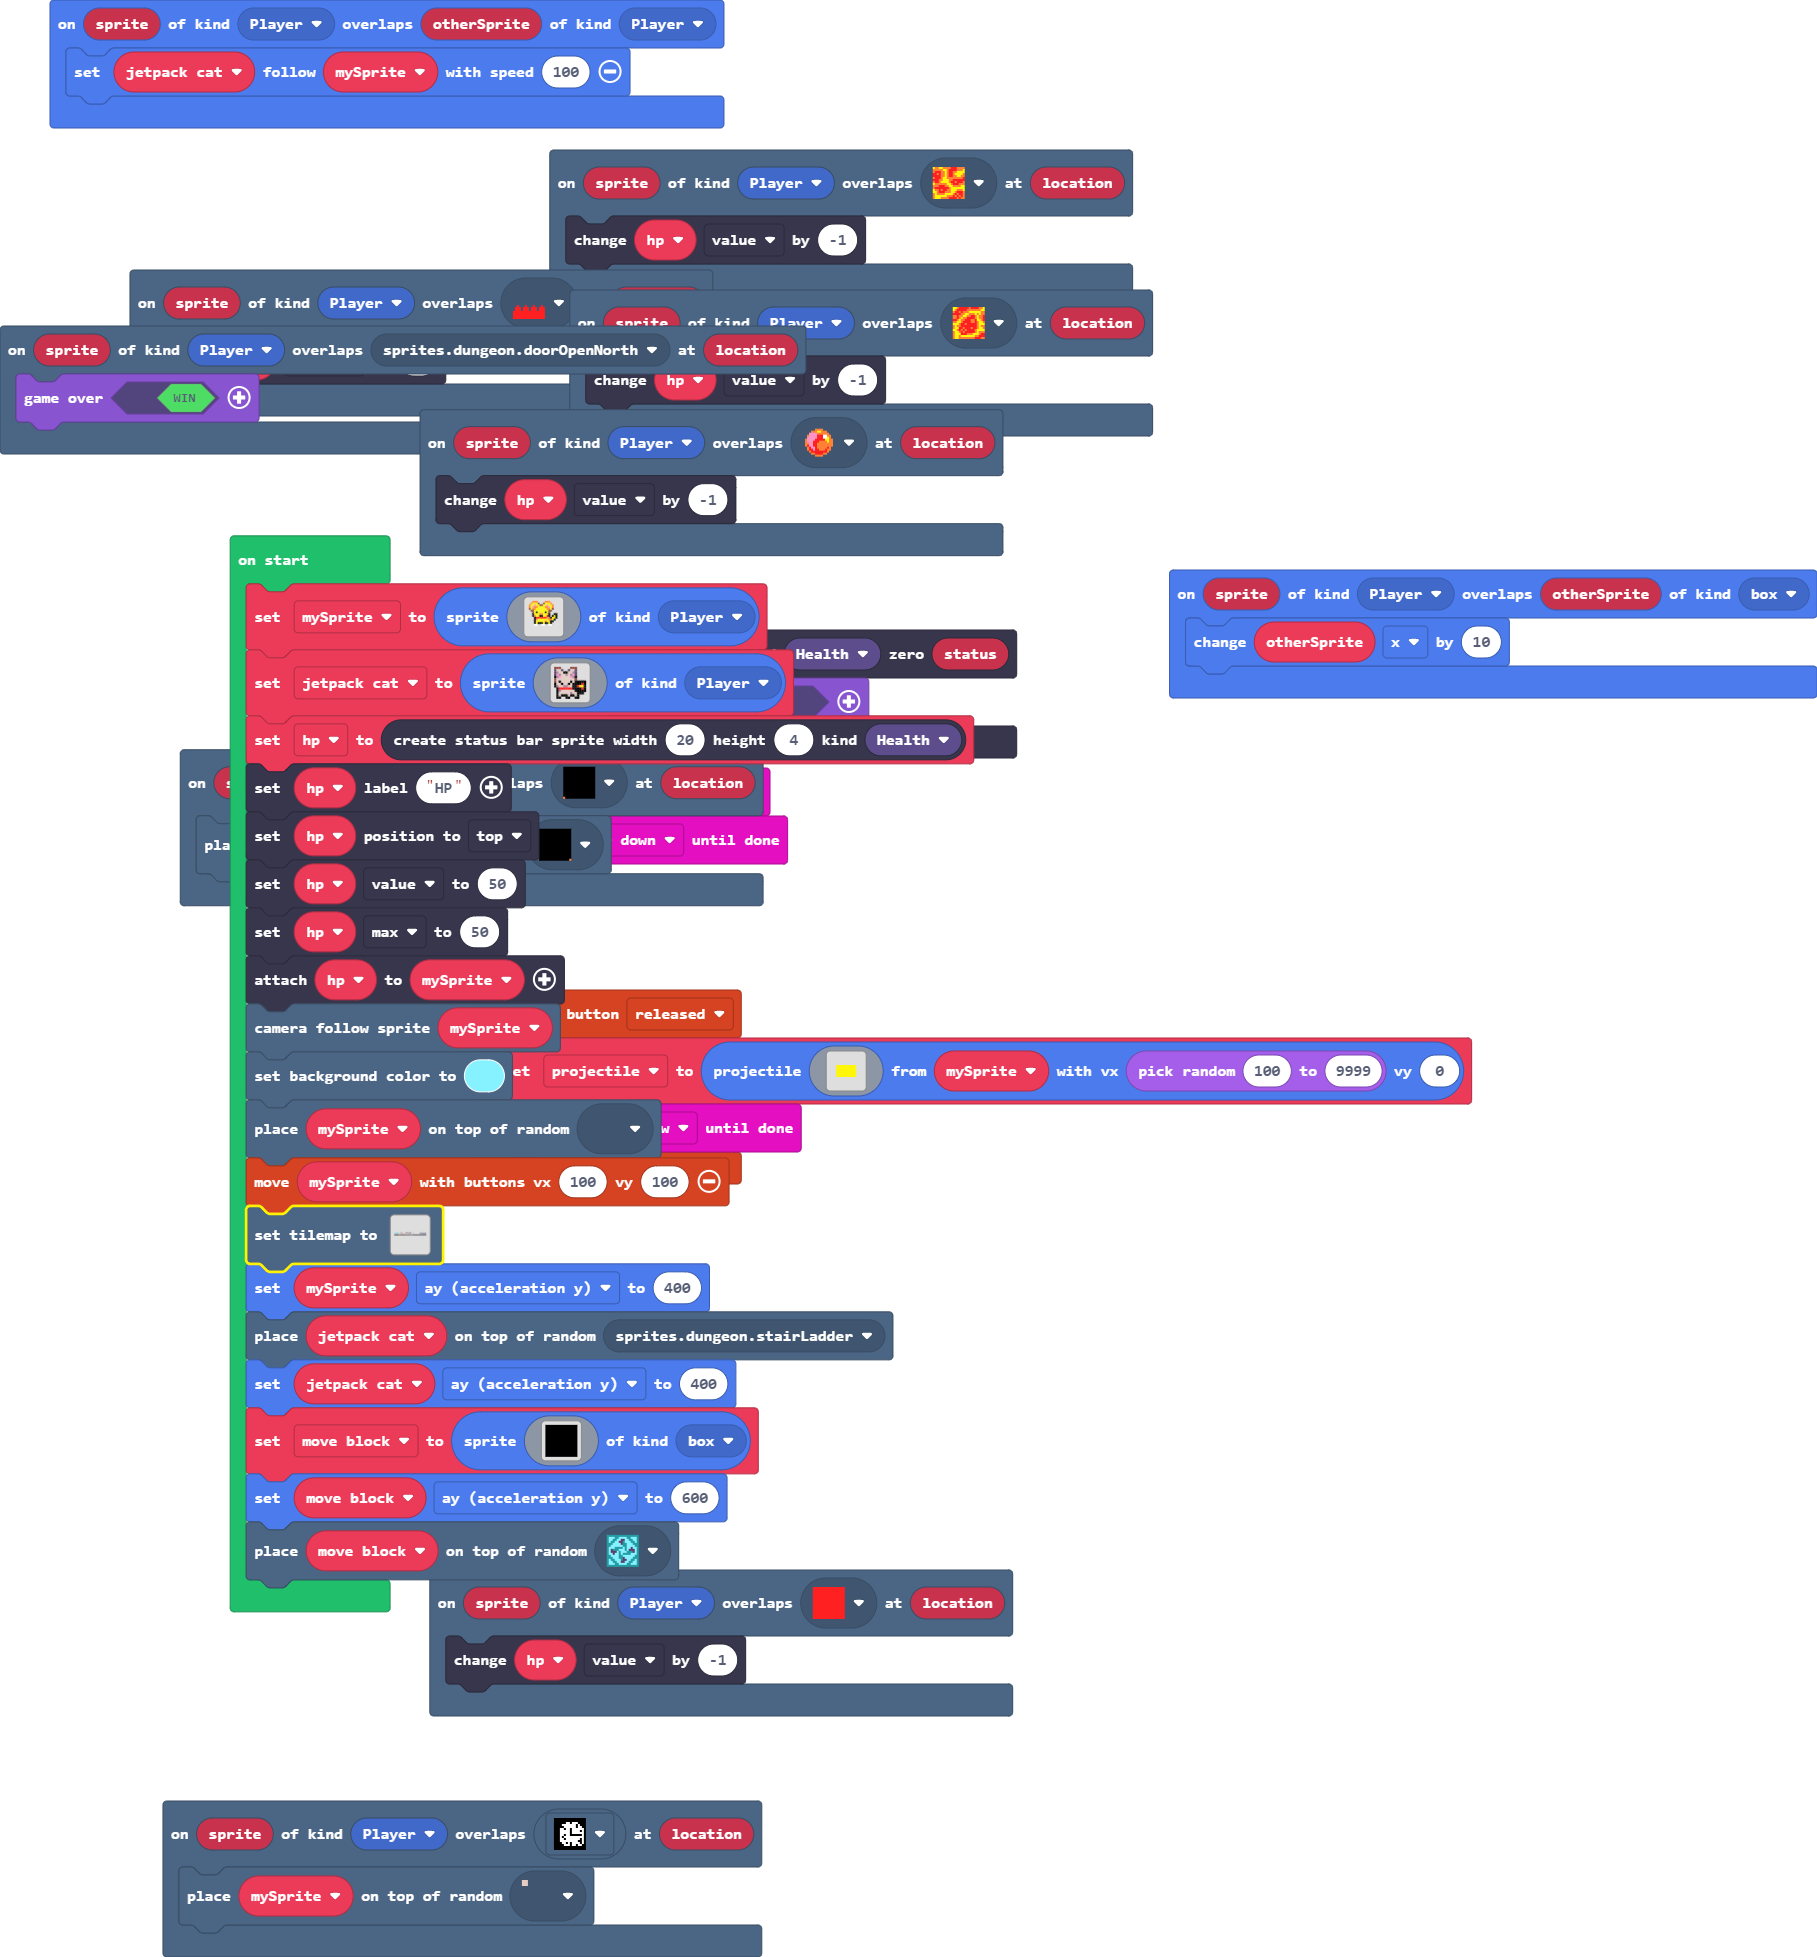 on sprite of kind Player overlaps otherSprite of kind Player
set jetpack cat follow mySprite with speed 100
on sprite of kind Player overlaps at location
change hp value by -1
on sprite of kind Player overlaps
on sprite of kind Player overlaps at location
on sprite of kind Player overlaps sprites.dungeon.doorOpenNorth at location
change hp value by -1
game over WIN
on sprite of kind Player overlaps at location
change hp value by -1
on start
on sprite of kind Player overlaps otherSprite of kind box
set mySprite to sprite of kind Player
change otherSprite x by 10
Health zero status
set jetpack cat to sprite of kind Player
set hp to create status bar sprite width 20 height 4 kind Health
on at location
set hp label "HP"
set hp position to top
down until done
set hp value to 50
set hp max to 50
attach hp to mySprite
button released
camera follow sprite mySprite
set background color to
projectile to projectile from mySprite with vx pick random 100 to 9999 vy 0
place mySprite on top of random
until done
move mySprite with buttons vx 100 vy 100
set tilemap to
set mySprite ay (acceleration y) to 400
place jetpack cat on top of random sprites.dungeon.stairLadder
set jetpack cat ay (acceleration y) to 400
set move block to sprite of kind box
set move block ay (acceleration y) to 600
place move block on top of random
on sprite of kind Player overlaps at location
change hp value by -1
on sprite of kind Player overlaps at location
place mySprite on top of random